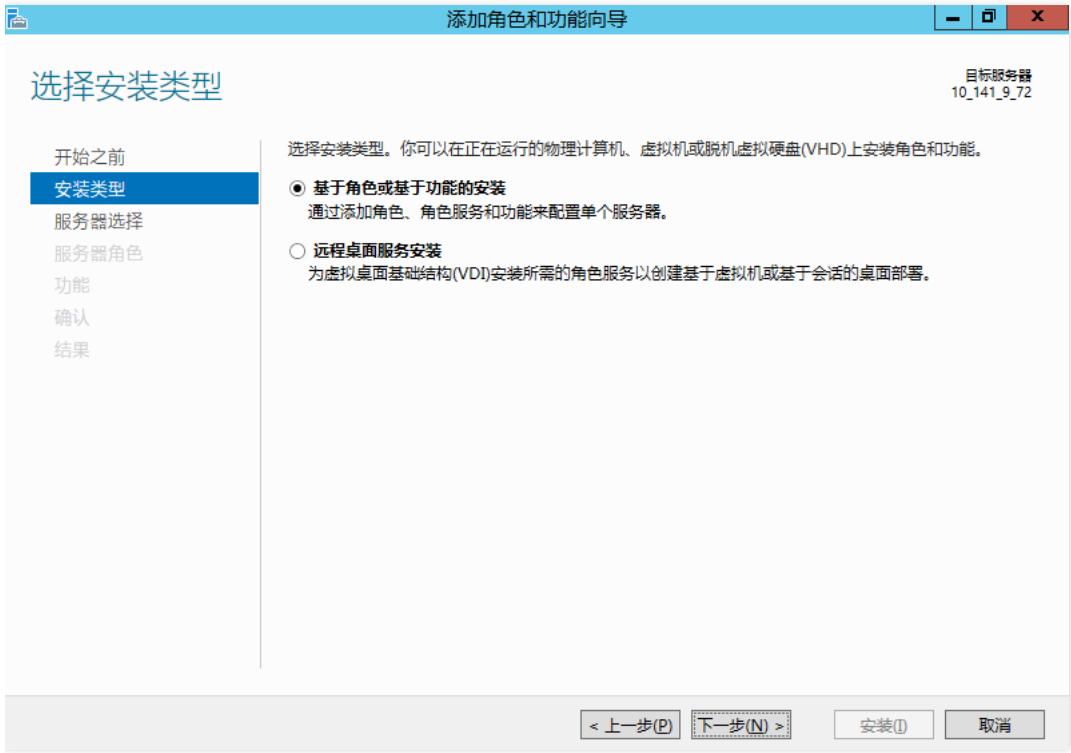 添加角色和功能向导
选择安装类型
目标服务器
10_141_9_72
开始之前
安装类型
服务器选择
服务器角色
功能
确认
结果
选择安装类型。你可以在正在运行的物理计算机、虚拟机或脱机虚拟硬盘(VHD)上安装角色和功能。
基于角色或基于功能的安装
通过添加角色、角色服务和功能来配置单个服务器。
远程桌面服务安装
为虚拟桌面基础结构(VDI)安装所需的角色服务以创建基于虚拟机或基于会话的桌面部署。
< 上一步(P) 下一步(N) > 安装(I) 取消